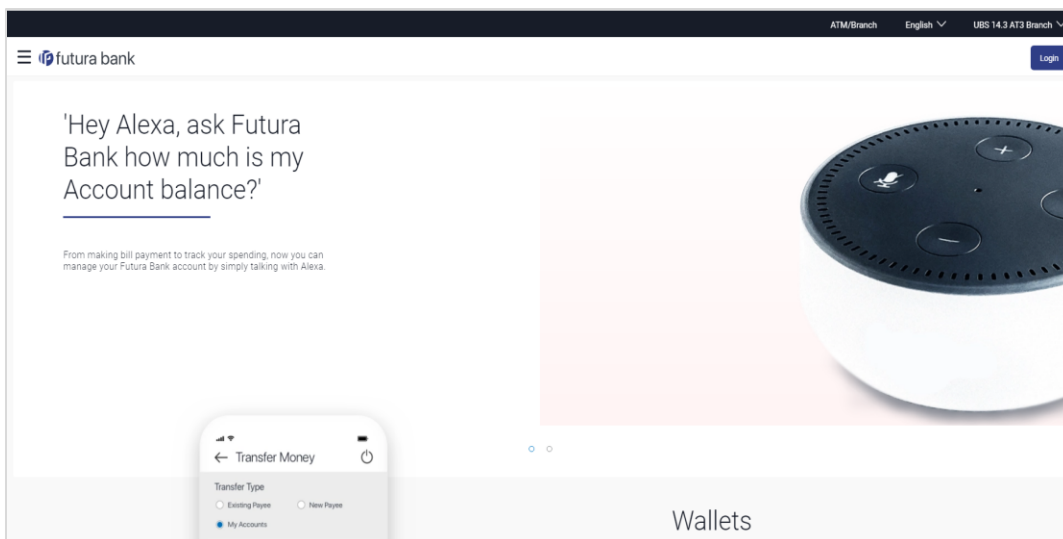 ATM/Branch English UBS 14.3 AT3 Branch
futura bank
Login
'Hey Alexa, ask Futura
Bank how much is my
Account balance?'
From making bill payment to track your spending, now you can
manage your Futura Bank account by simply talking with Alexa.
Transfer Money
Transfer Type
Existing Payee New Payee
My Accounts
Wallets